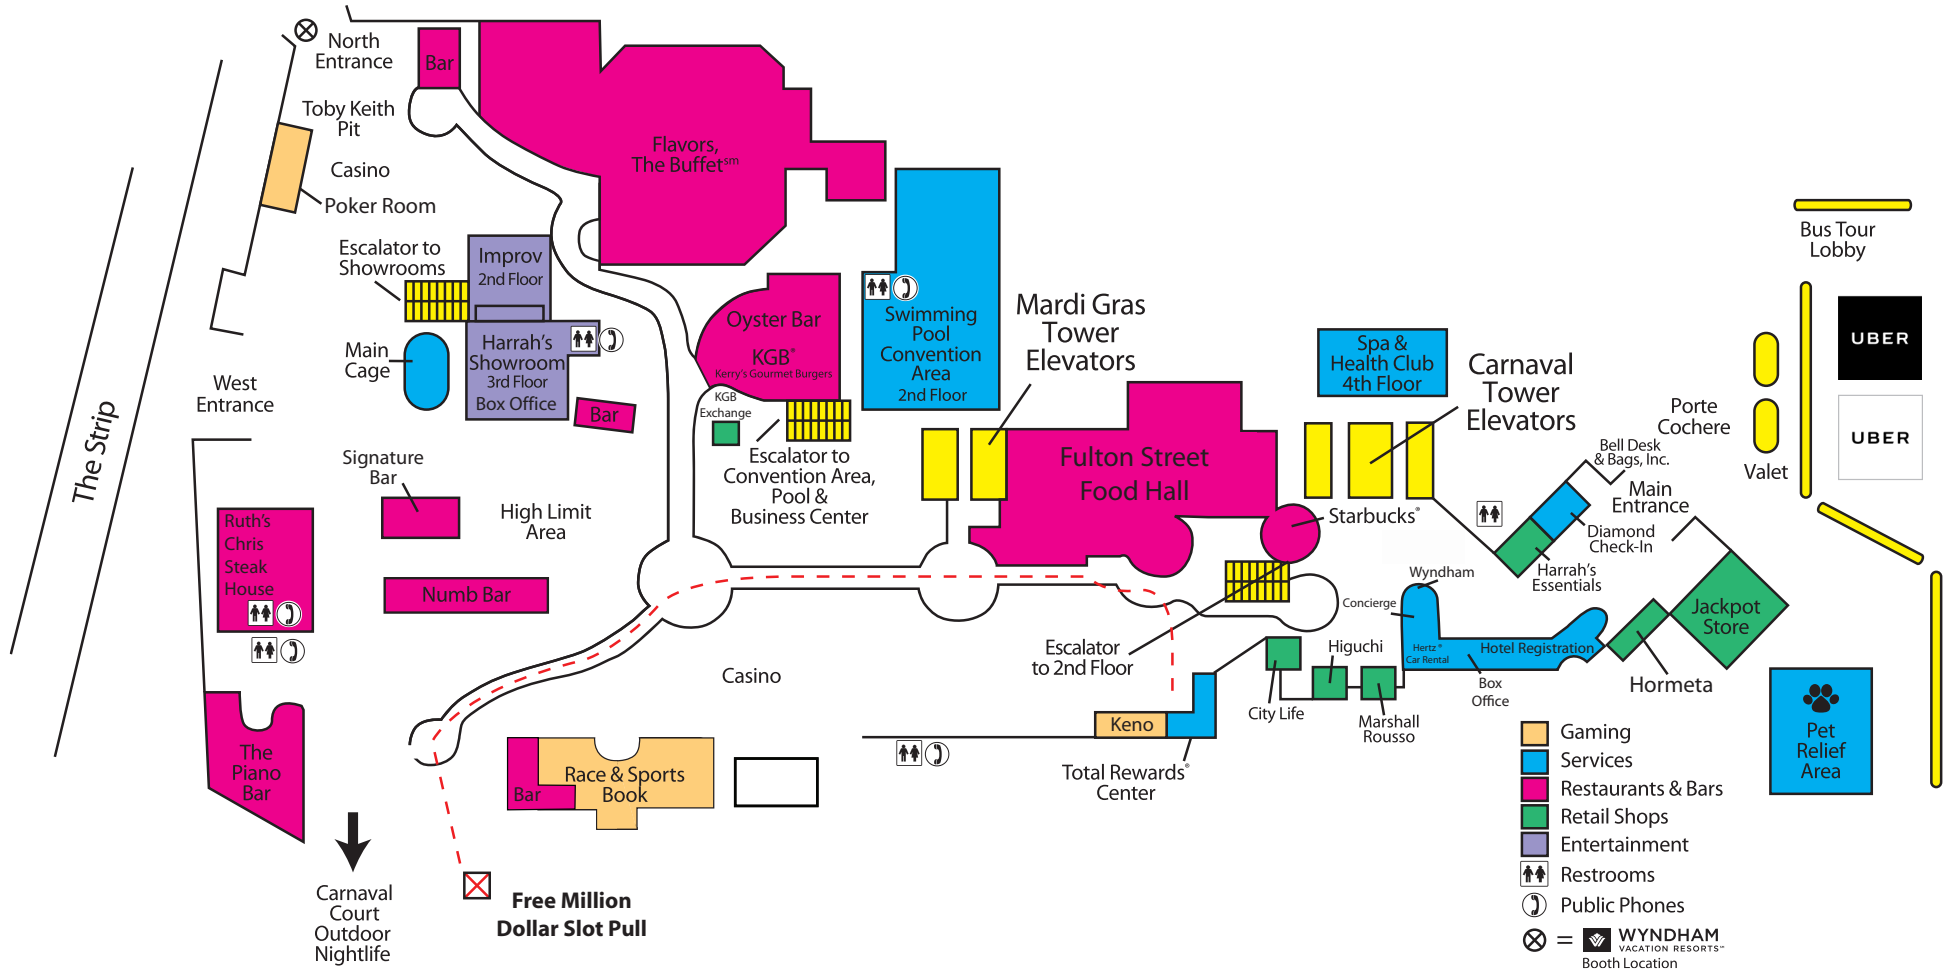 North
Entrance
Bar
Toby Keith
Pit
Casino
Poker Room
Flavors,
The Buffet℠
Escalator to
Showrooms
Improv
2nd Floor
Main
Cage
Harrah's
Showroom
3rd Floor
Box Office
Bar
West
Entrance
The Strip
Oyster Bar
KGB®
Kerry's Gourmet Burgers
KGB
Exchange
Escalator to
Convention Area,
Pool &
Business Center
Swimming
Pool
Convention
Area
2nd Floor
Mardi Gras
Tower
Elevators
Spa &
Health Club
4th Floor
Carnaval
Tower
Elevators
Bus Tour
Lobby
UBER
UBER
Porte
Cochere
Valet
Bell Desk
& Bags, Inc.
Main
Entrance
Diamond
Check-In
Harrah's
Essentials
Signature
Bar
High Limit
Area
Ruth's
Chris
Steak
House
Numb Bar
Fulton Street
Food Hall
Starbucks®
Wyndham
Concierge
Hertz®
Car Rental
Hotel Registration
Box
Office
Jackpot
Store
Hormeta
Escalator
to 2nd Floor
Higuchi
City Life
Marshall
Rousso
Casino
Keno
Total Rewards®
Center
The
Piano
Bar
Bar
Race & Sports
Book
Pet
Relief
Area
Carnaval
Court
Outdoor
Nightlife
Free Million
Dollar Slot Pull
Gaming
Services
Restaurants & Bars
Retail Shops
Entertainment
Restrooms
Public Phones
= WYNDHAM
VACATION RESORTS™
Booth Location